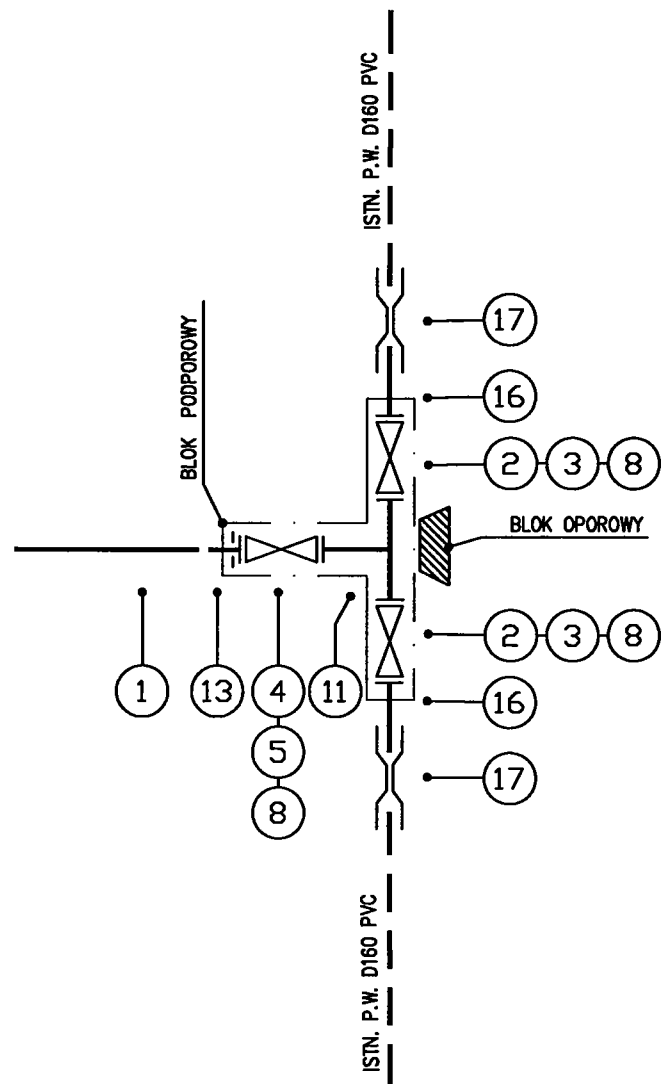 ISTN. P.W. D160 PVC
17
BLOK PODPOROWY
16
2 3 8
BLOK OPOROWY
2 3 8
1 13 4 11
16
5
17
8
ISTN. P.W. D160 PVC